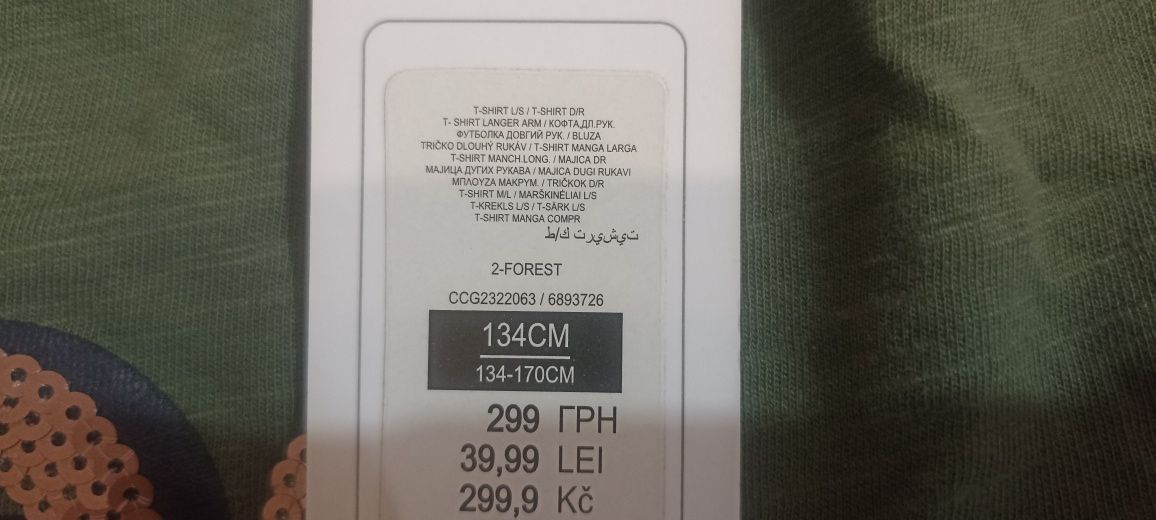 T-SHIRT L/S / T-SHIRT D/R
T- SHIRT LANGER ARM / КОФТА,ДЛ.РУК.
ФУТБОЛКА ДОВГИЙ РУК. / BLUZA
TRIČKO DLOUHÝ RUKÁV / T-SHIRT MANGA LARGA
T-SHIRT MANCH.LONG. / MAJICA DR
МАЈИЦА ДУГИХ РУКАВА / MAJICA DUGI RUKAVI
ΜΠΛΟΥΖΑ ΜΑΚΡΥΜ. / TRIČKOK D/R
T-SHIRT M/L / MARŠKINĖLIAI L/S
T-KREKLS L/S / T-SÄRK L/S
T-SHIRT MANGA COMPR
تيشيرت ك/ط
2-FOREST
CCG2322063 / 6893726
134CM
134-170CM
299 ГРН
39,99 LEI
299,9 Kč